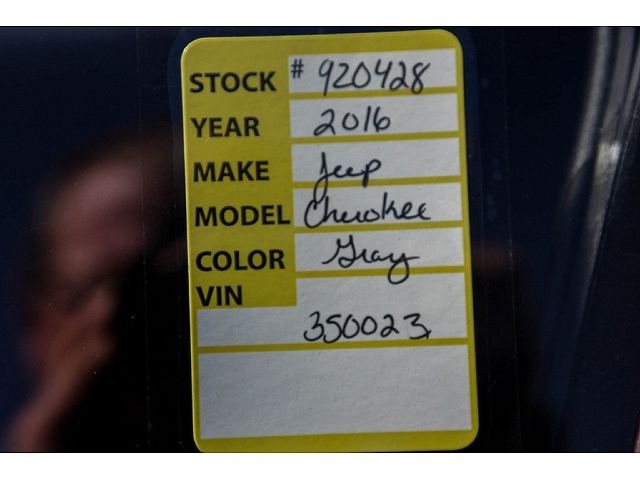 STOCK # 920428
YEAR 2016
MAKE Jeep
MODEL Cherokee
COLOR Gray
VIN
350023